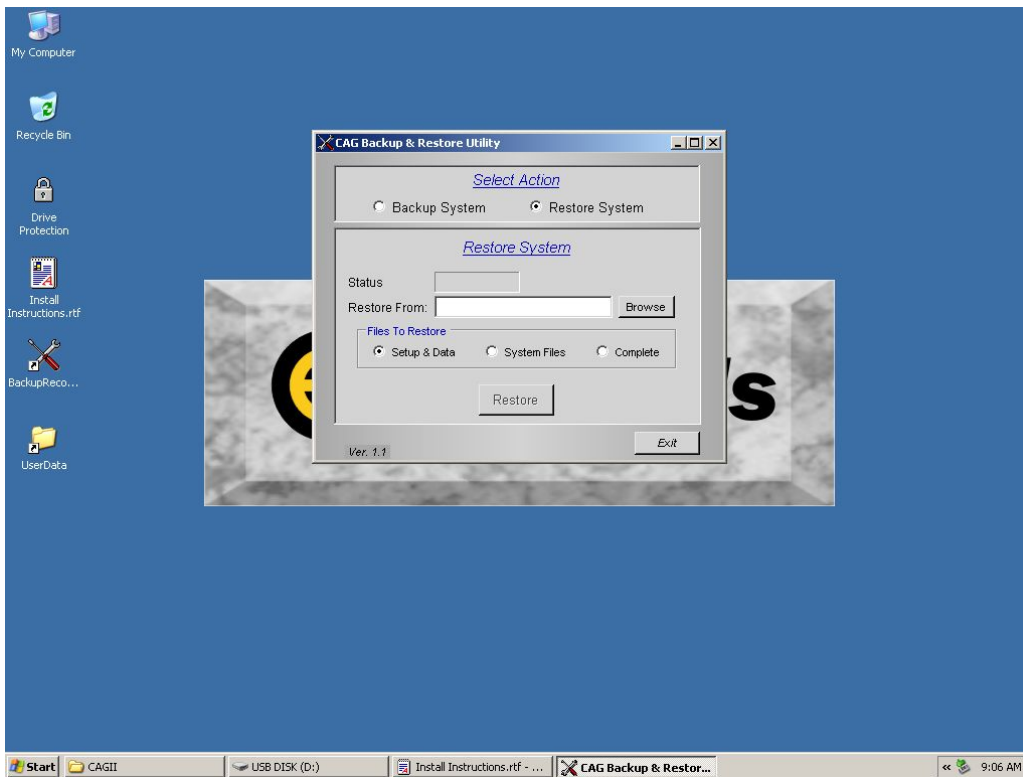 My Computer
Recycle Bin
Drive
Protection
Install
Instructions.rtf
BackupReco...
UserData
CAG Backup & Restore Utility
Select Action
Backup System
Restore System
Restore System
Status
Restore From:
Browse
Files To Restore
Setup & Data
System Files
Complete
Restore
Ver. 1.1
Exit
's
Start
CAGII
USB DISK (D:)
Install Instructions.rtf - ...
CAG Backup & Restor...
«
9:06 AM